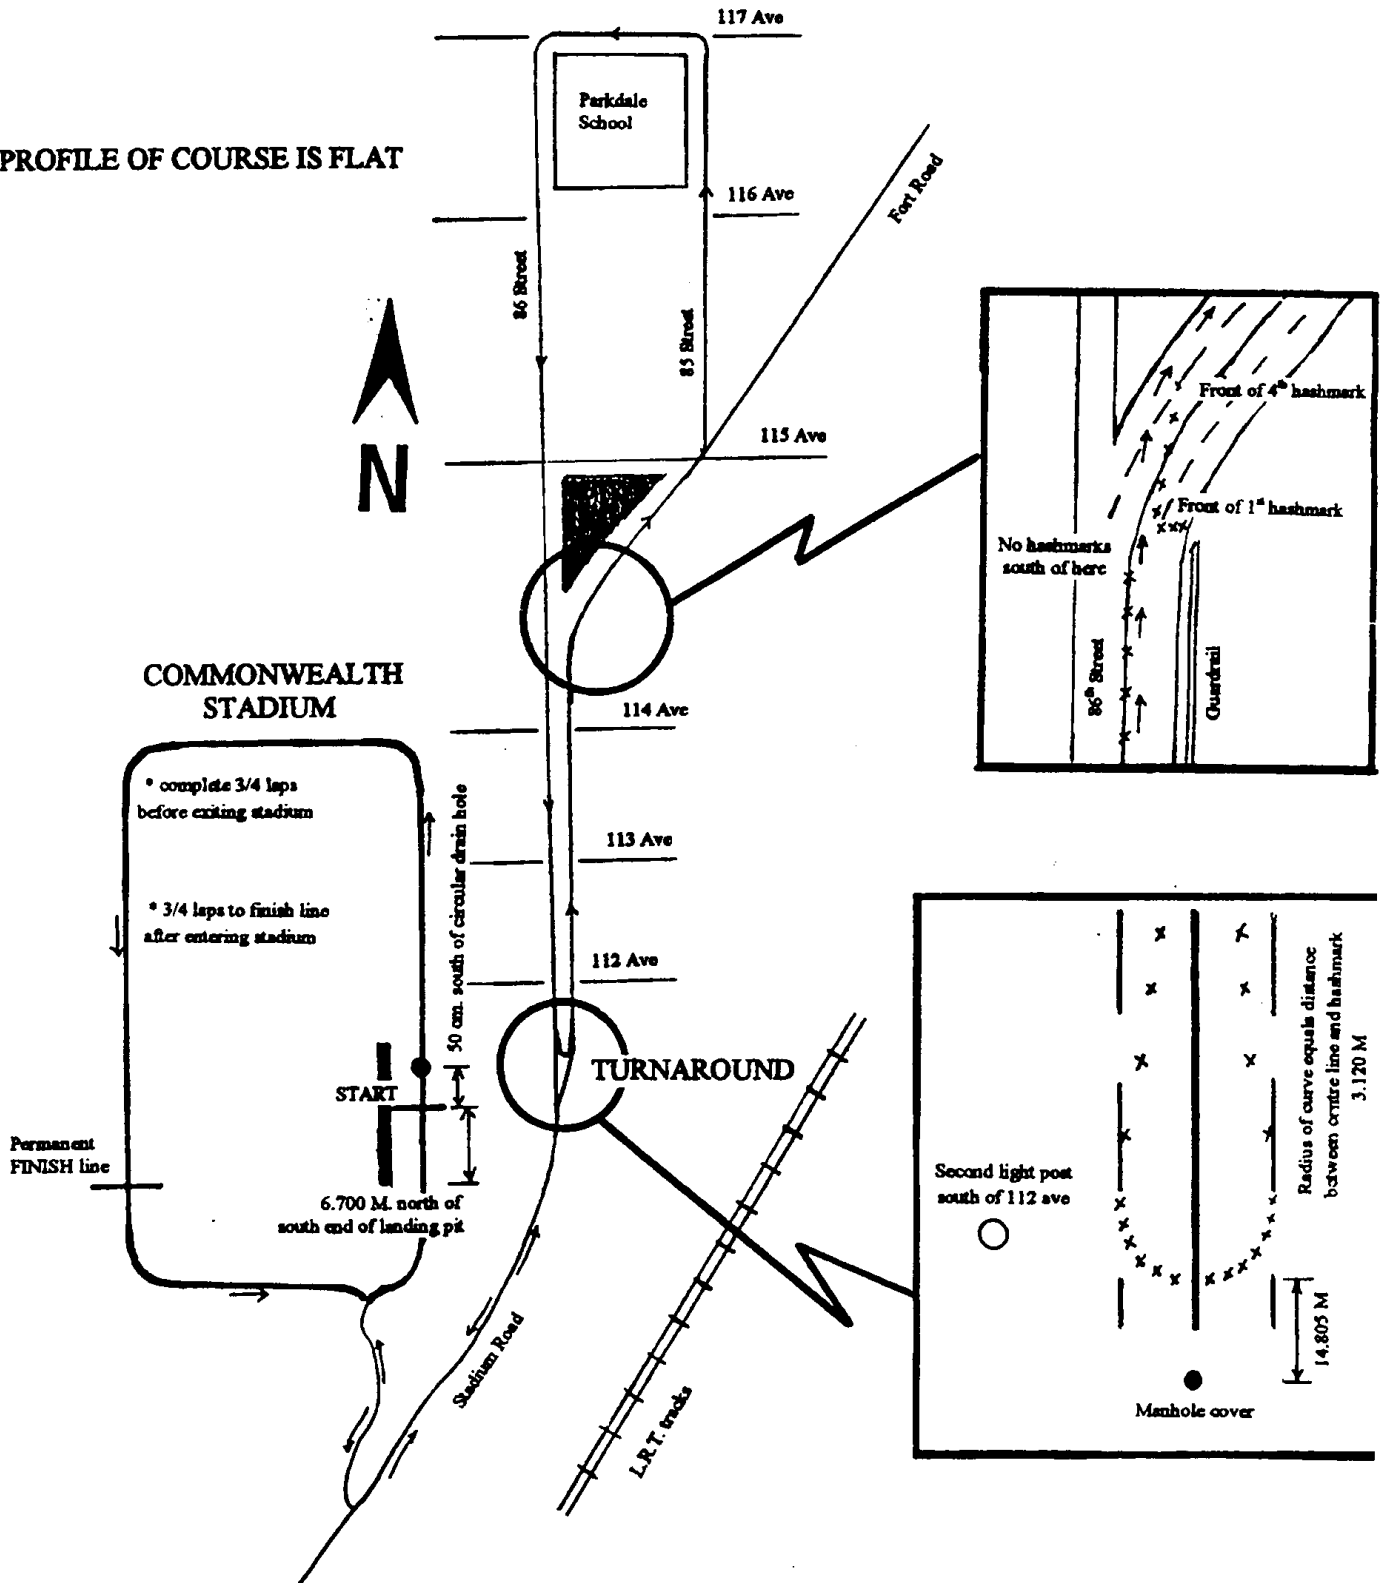 117 Ave
Parkdale
School
PROFILE OF COURSE IS FLAT
Fort Road
116 Ave
86 Street
85 Street
N
115 Ave
Front of 4th hashmark
Front of 1st hashmark
No hashmarks
south of here
86th Street
Guardrail
COMMONWEALTH
STADIUM
114 Ave
* complete 3/4 laps
before exiting stadium
50 cm. south of circular drain hole
113 Ave
* 3/4 laps to finish line
after entering stadium
112 Ave
TURNAROUND
START
Permanent
FINISH line
6.700 M. north of
south end of landing pit
Radius of curve equals distance
between centre line and hashmark
3.120 M
Second light post
south of 112 ave
14.805 M
Manhole cover
Stadium Road
L.R.T. tracks